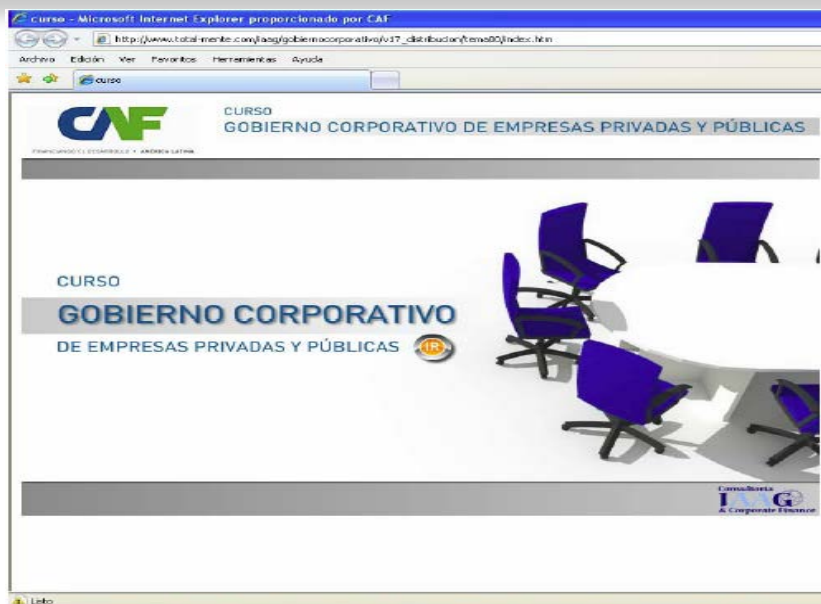 curso - Microsoft Internet Explorer proporcionado por CAF
http://www.total-mente.com/iaag/gobiernocorporativo/v17_distribucion/tema00/index.htm
Archivo Edición Ver Favoritos Herramientas Ayuda
curso
CAF
CURSO
GOBIERNO CORPORATIVO DE EMPRESAS PRIVADAS Y PÚBLICAS
AMÉRICA LATINA
CURSO
GOBIERNO CORPORATIVO
DE EMPRESAS PRIVADAS Y PÚBLICAS IR
Consultoría
IAAG
& Corporate Finance
Listo